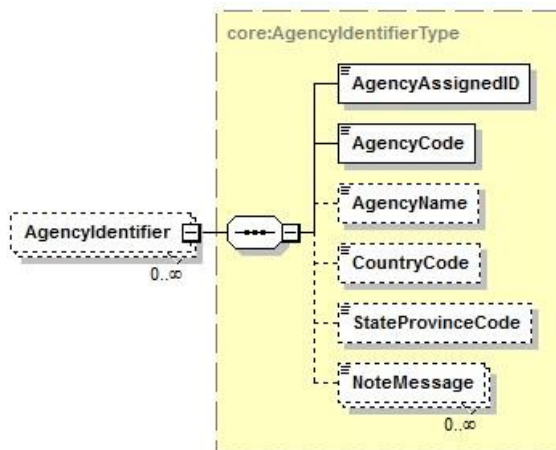 core:AgencyIdentifierType
AgencyAssignedID
AgencyCode
AgencyName
AgencyIdentifier
0..∞
CountryCode
StateProvinceCode
NoteMessage
0..∞